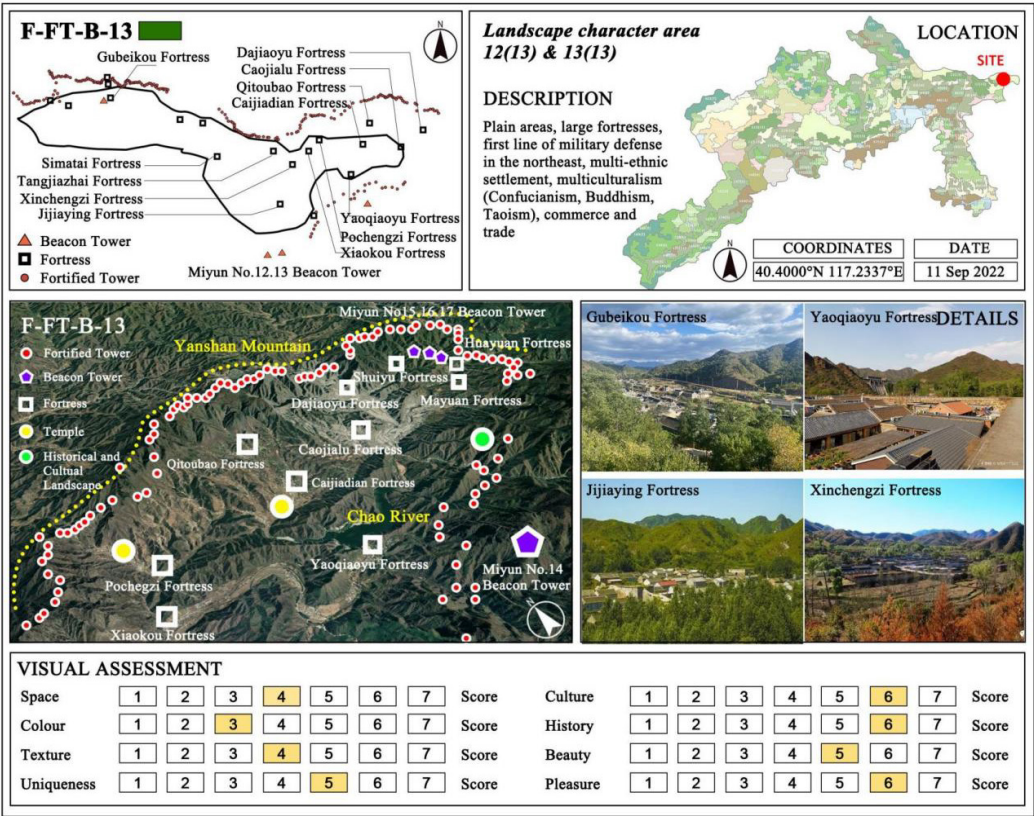 F-FT-B-13
Gubeikou Fortress
N
Dajiaoyu Fortress
Caojialu Fortress
Qitoubao Fortress
Caijiadian Fortress
Simatai Fortress
Tangjiazhai Fortress
Xinchengzi Fortress
Jijiaying Fortress
Yaoqiaoyu Fortress
Pochengzi Fortress
Xiaokou Fortress
Beacon Tower
Fortress
Fortified Tower
Miyun No.12.13 Beacon Tower
Landscape character area
12(13) & 13(13)
DESCRIPTION
Plain areas, large fortresses,
first line of military defense
in the northeast, multi-ethnic
settlement, multiculturalism
(Confucianism, Buddhism,
Taoism), commerce and
trade
LOCATION
SITE
N
COORDINATES
DATE
40.4000°N 117.2337°E
11 Sep 2022
F-FT-B-13
Fortified Tower
Beacon Tower
Fortress
Temple
Historical and
Cultual
Landscape
Yanshan Mountain
Miyun No15.16.17 Beacon Tower
Huayuan Fortress
Shuiyu Fortress
Dajiaoyu Fortress
Mayuan Fortress
Caojialu Fortress
Qitoubao Fortress
Caijiadian Fortress
Chao River
Yaoqiaoyu Fortress
Miyun No.14
Beacon Tower
Pochegzi Fortress
Xiaokou Fortress
N
Gubeikou Fortress
Yaoqiaoyu Fortress
DETAILS
Jijiaying Fortress
Xinchengzi Fortress
VISUAL ASSESSMENT
Space 1 2 3 4 5 6 7 Score
Colour 1 2 3 4 5 6 7 Score
Texture 1 2 3 4 5 6 7 Score
Uniqueness 1 2 3 4 5 6 7 Score
Culture 1 2 3 4 5 6 7 Score
History 1 2 3 4 5 6 7 Score
Beauty 1 2 3 4 5 6 7 Score
Pleasure 1 2 3 4 5 6 7 Score